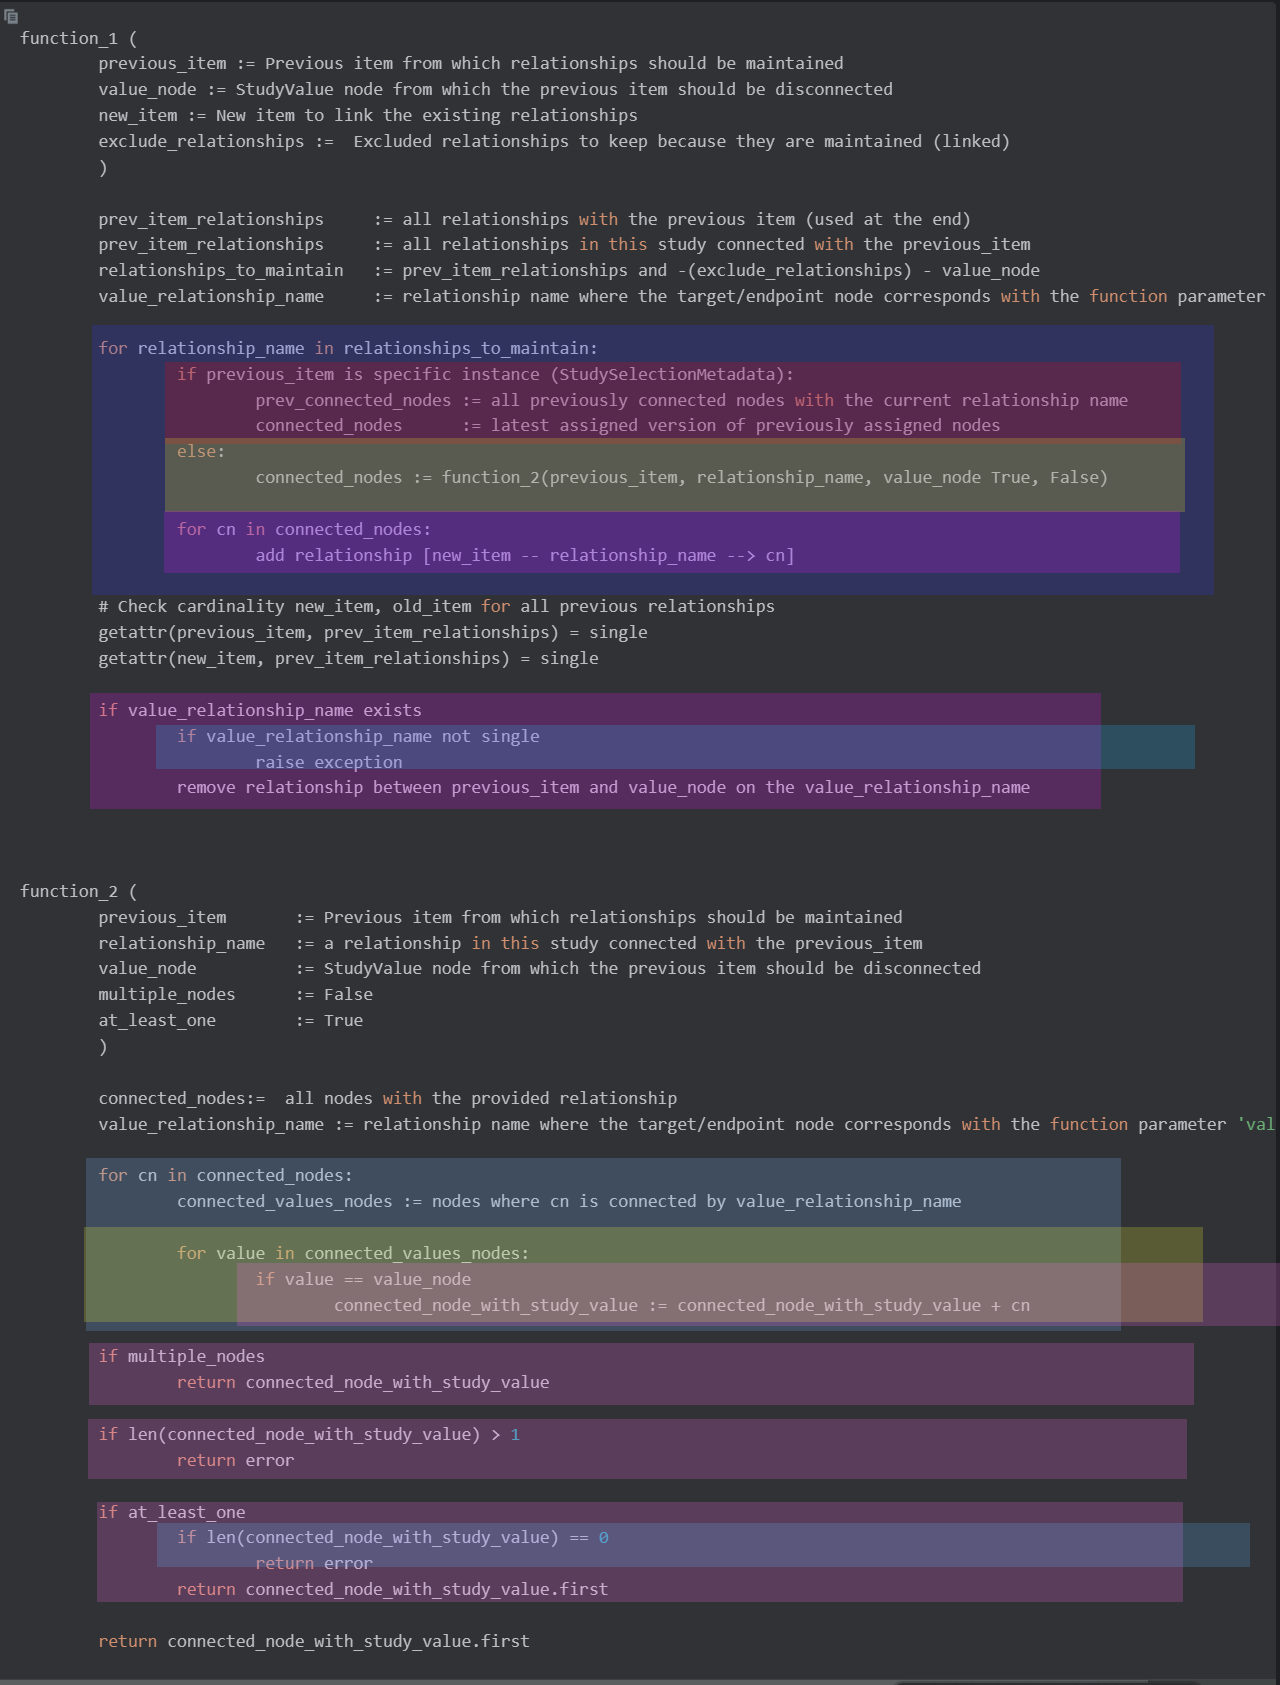 function_1 (
previous_item := Previous item from which relationships should be maintained
value_node := StudyValue node from which the previous item should be disconnected
new_item := New item to link the existing relationships
exclude_relationships :=  Excluded relationships to keep because they are maintained (linked)
)
prev_item_relationships     := all relationships with the previous item (used at the end)
prev_item_relationships     := all relationships in this study connected with the previous_item
relationships_to_maintain   := prev_item_relationships and -(exclude_relationships) - value_node
value_relationship_name     := relationship name where the target/endpoint node corresponds with the function parameter
for relationship_name in relationships_to_maintain:
if previous_item is specific instance (StudySelectionMetadata):
prev_connected_nodes := all previously connected nodes with the current relationship name
connected_nodes      := latest assigned version of previously assigned nodes
else:
connected_nodes := function_2(previous_item, relationship_name, value_node True, False)
for cn in connected_nodes:
add relationship [new_item -- relationship_name --> cn]
# Check cardinality new_item, old_item for all previous relationships
getattr(previous_item, prev_item_relationships) = single
getattr(new_item, prev_item_relationships) = single
if value_relationship_name exists
if value_relationship_name not single
raise exception
remove relationship between previous_item and value_node on the value_relationship_name
function_2 (
previous_item       := Previous item from which relationships should be maintained
relationship_name   := a relationship in this study connected with the previous_item
value_node          := StudyValue node from which the previous item should be disconnected
multiple_nodes      := False
at_least_one        := True
)
connected_nodes:=  all nodes with the provided relationship
value_relationship_name := relationship name where the target/endpoint node corresponds with the function parameter 'val
for cn in connected_nodes:
connected_values_nodes := nodes where cn is connected by value_relationship_name
for value in connected_values_nodes:
if value == value_node
connected_node_with_study_value := connected_node_with_study_value + cn
if multiple_nodes
return connected_node_with_study_value
if len(connected_node_with_study_value) > 1
return error
if at_least_one
if len(connected_node_with_study_value) == 0
return error
return connected_node_with_study_value.first
return connected_node_with_study_value.first